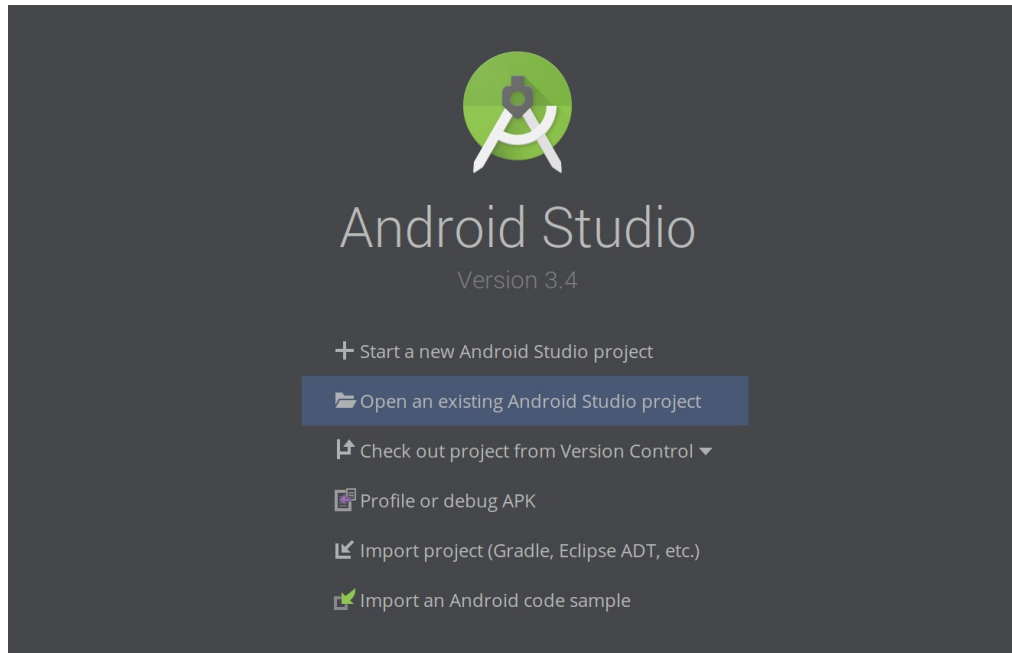 Android Studio
Version 3.4
Start a new Android Studio project
Open an existing Android Studio project
Check out project from Version Control
Profile or debug APK
Import project (Gradle, Eclipse ADT, etc.)
Import an Android code sample